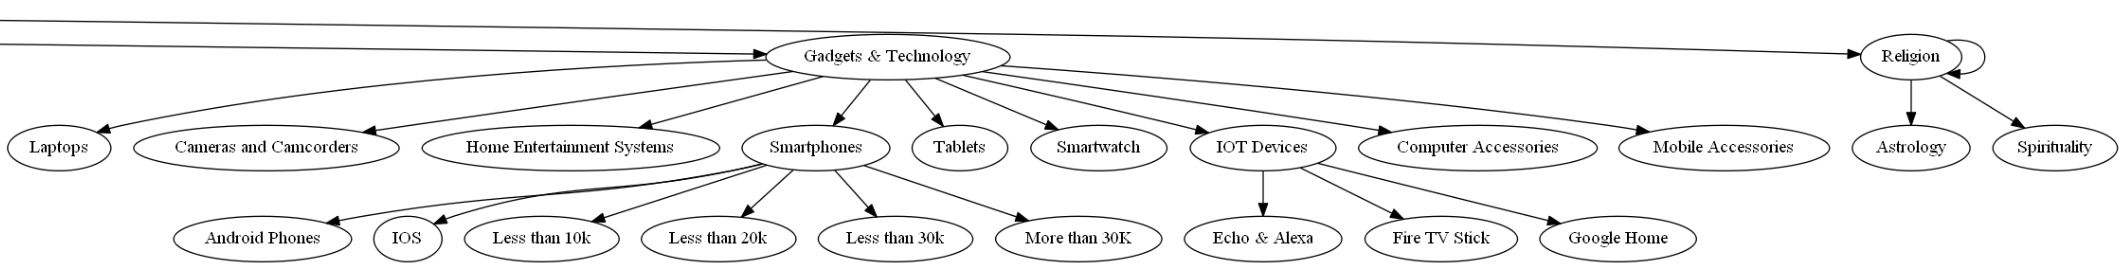 Gadgets & Technology
Religion
Laptops
Cameras and Camcorders
Home Entertainment Systems
Smartphones
Tablets
Smartwatch
IOT Devices
Computer Accessories
Mobile Accessories
Astrology
Spirituality
Android Phones
IOS
Less than 10k
Less than 20k
Less than 30k
More than 30K
Echo & Alexa
Fire TV Stick
Google Home